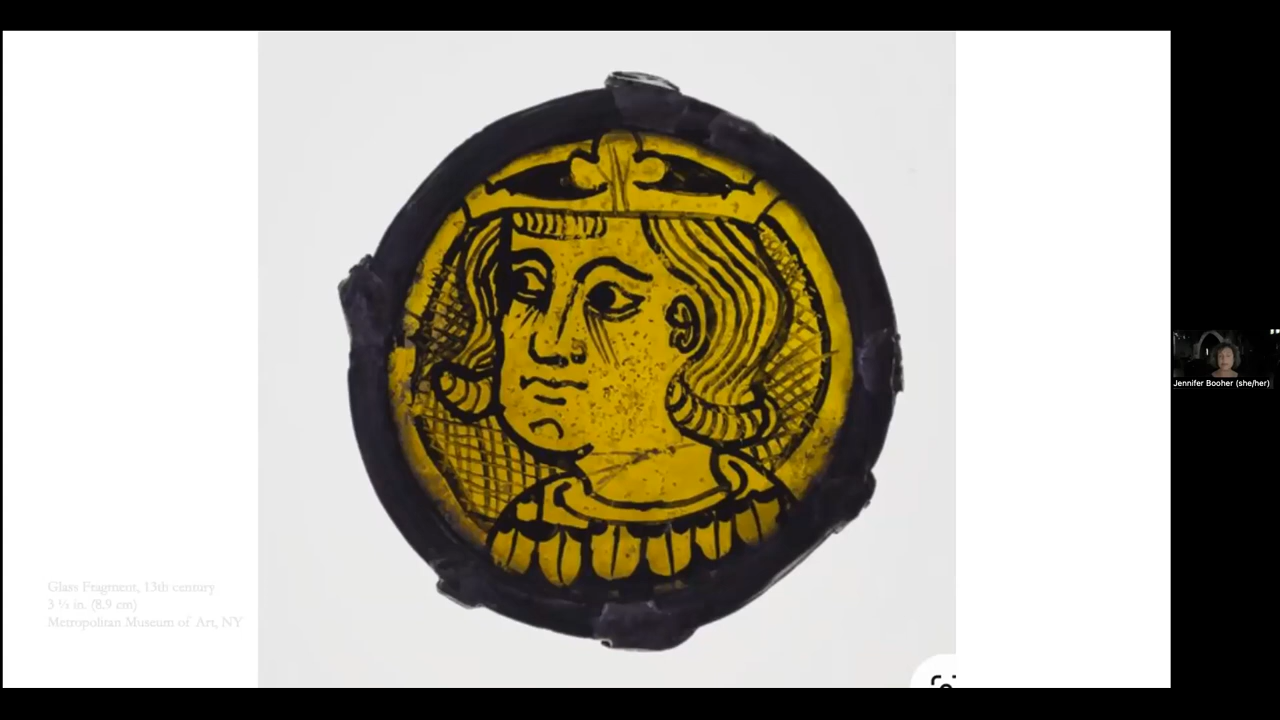 Glass Fragment, 13th century
3 ½ in. (8.9 cm)
Metropolitan Museum of Art, NY
Jennifer Booher (she/her)